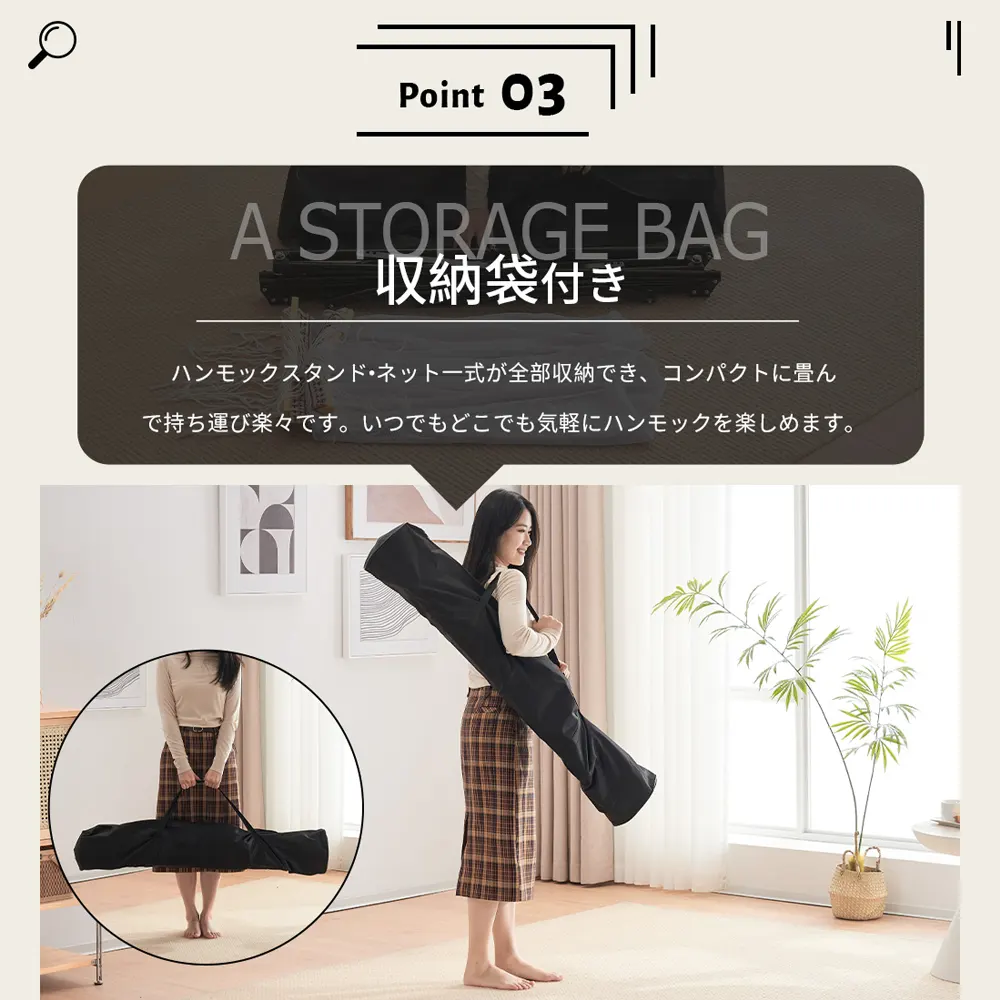 Point 03
A STORAGE BAG
収納袋付き
ハンモックスタンド•ネット一式が全部収納でき、コンパクトに畳ん
で持ち運び楽々です。いつでもどこでも気軽にハンモックを楽しめます。